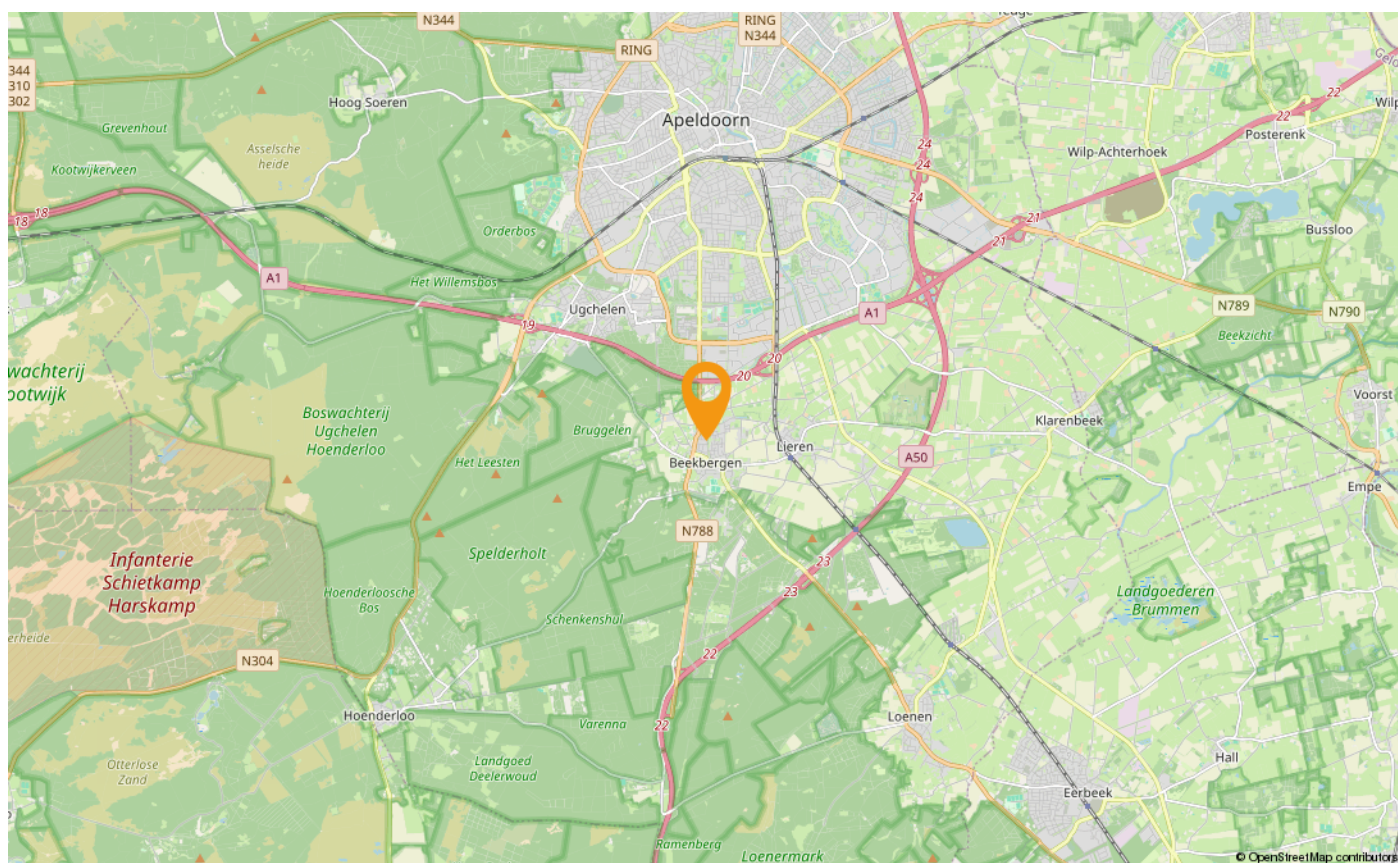 N344
RING
N344
RING
344
310
302
Hoog Soeren
Grevenhout
Asselsche
heide
Kootwijkerveen
Apeldoorn
22
22
Posterenk
Wilp-Achterhoek
24
24
24
18
18
21
21
Bussloo
Orderbos
A1
Het Willemsbos
Ugchelen
19
A1
N789
N790
Beekzicht
20
20
wachterij
ootwijk
Voorst
Boswachterij
Ugchelen
Hoenderloo
Bruggelen
Klarenbeek
Lieren
A50
Het Leesten
Beekbergen
Empe
N788
Infanterie
Schietkamp
Harskamp
Spelderholt
23
23
Hoenderloosche
Bos
Landgoederen
Brummen
Schenkenshul
erheide
N304
22
Hoenderloo
Varenna
22
Loenen
Otterlose
Zand
Landgoed
Deelerwoud
Hall
Eerbeek
Ramenberg
Loenermark
© OpenStreetMap contributors